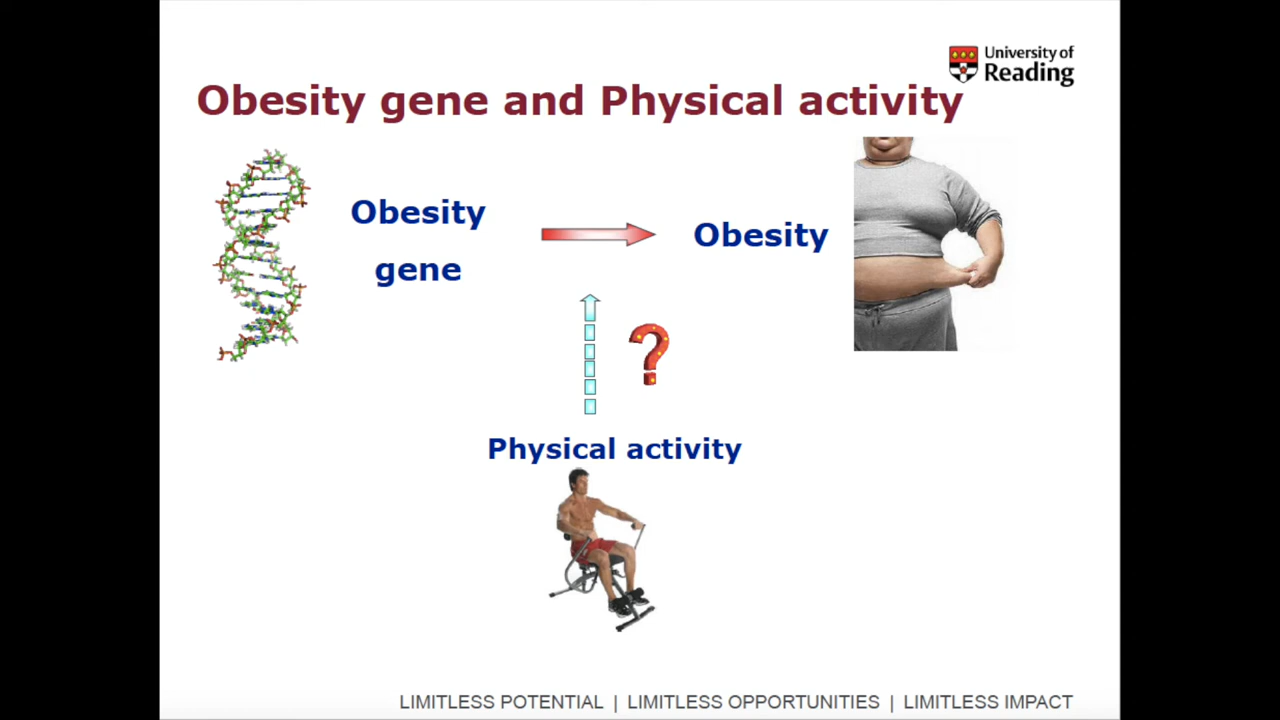 University of
Reading
Obesity gene and Physical activity
Obesity
gene
Obesity
?
Physical activity
LIMITLESS POTENTIAL | LIMITLESS OPPORTUNITIES | LIMITLESS IMPACT